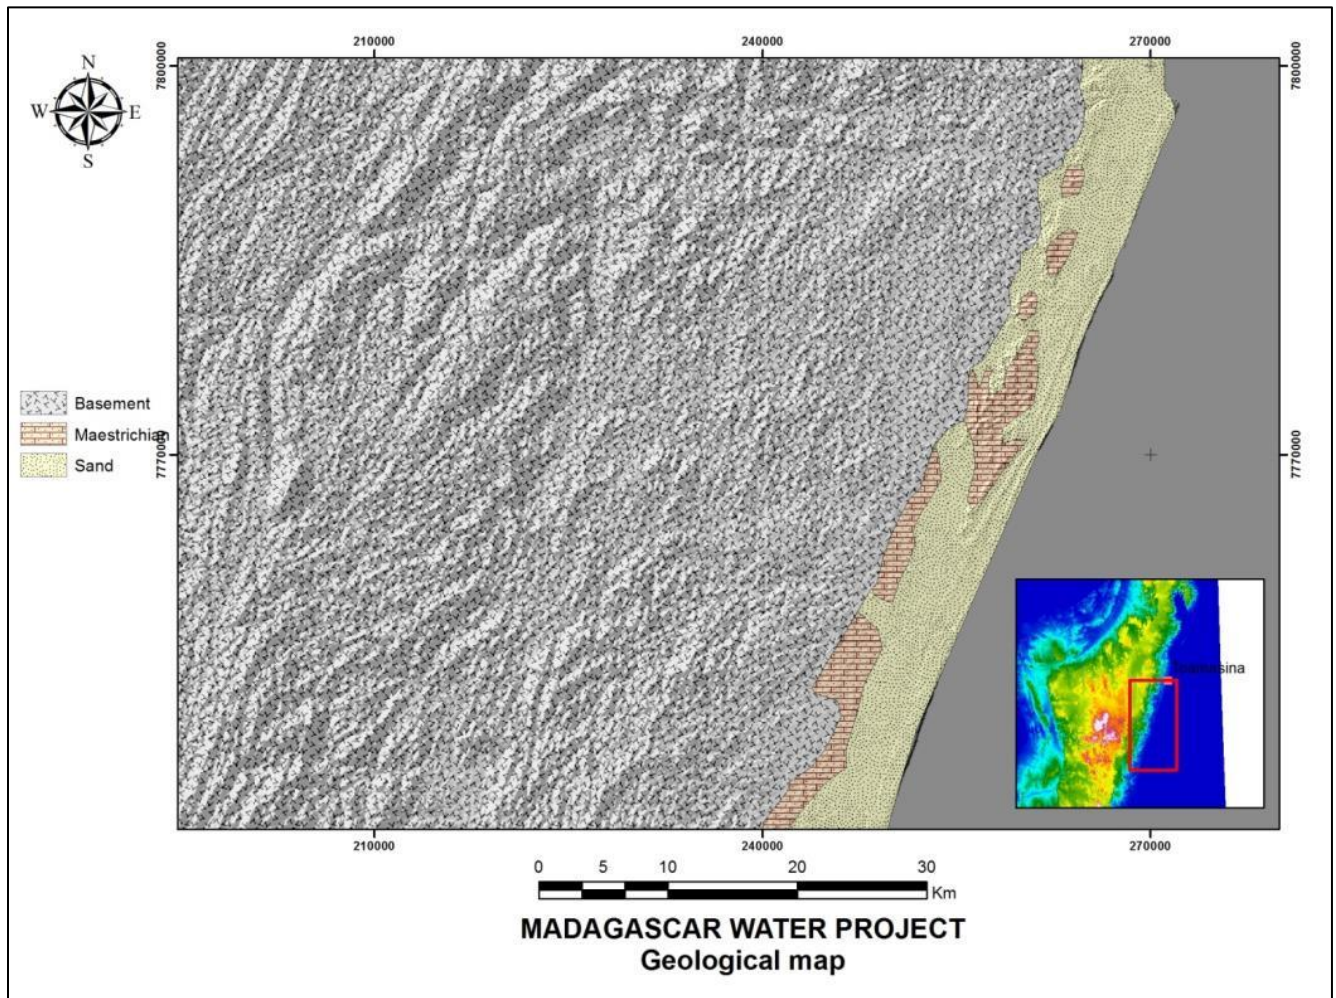 210000 240000 270000
7800000 7800000
N
W E
S
Basement
Maestrichian
Sand
7770000 7770000
210000 240000 270000
0 5 10 20 30
Km
MADAGASCAR WATER PROJECT
Geological map